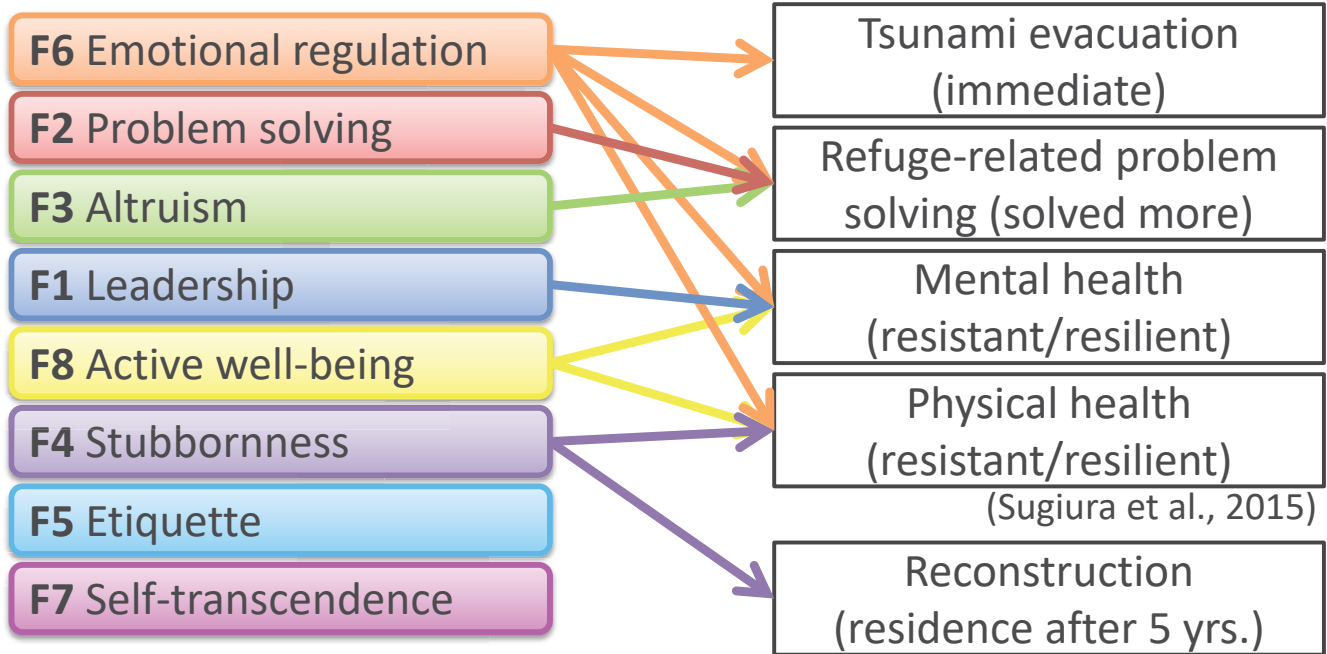 F6 Emotional regulation
F2 Problem solving
F3 Altruism
F1 Leadership
F8 Active well-being
F4 Stubbornness
F5 Etiquette
F7 Self-transcendence
Tsunami evacuation
(immediate)
Refuge-related problem
solving (solved more)
Mental health
(resistant/resilient)
Physical health
(resistant/resilient)
(Sugiura et al., 2015)
Reconstruction
(residence after 5 yrs.)